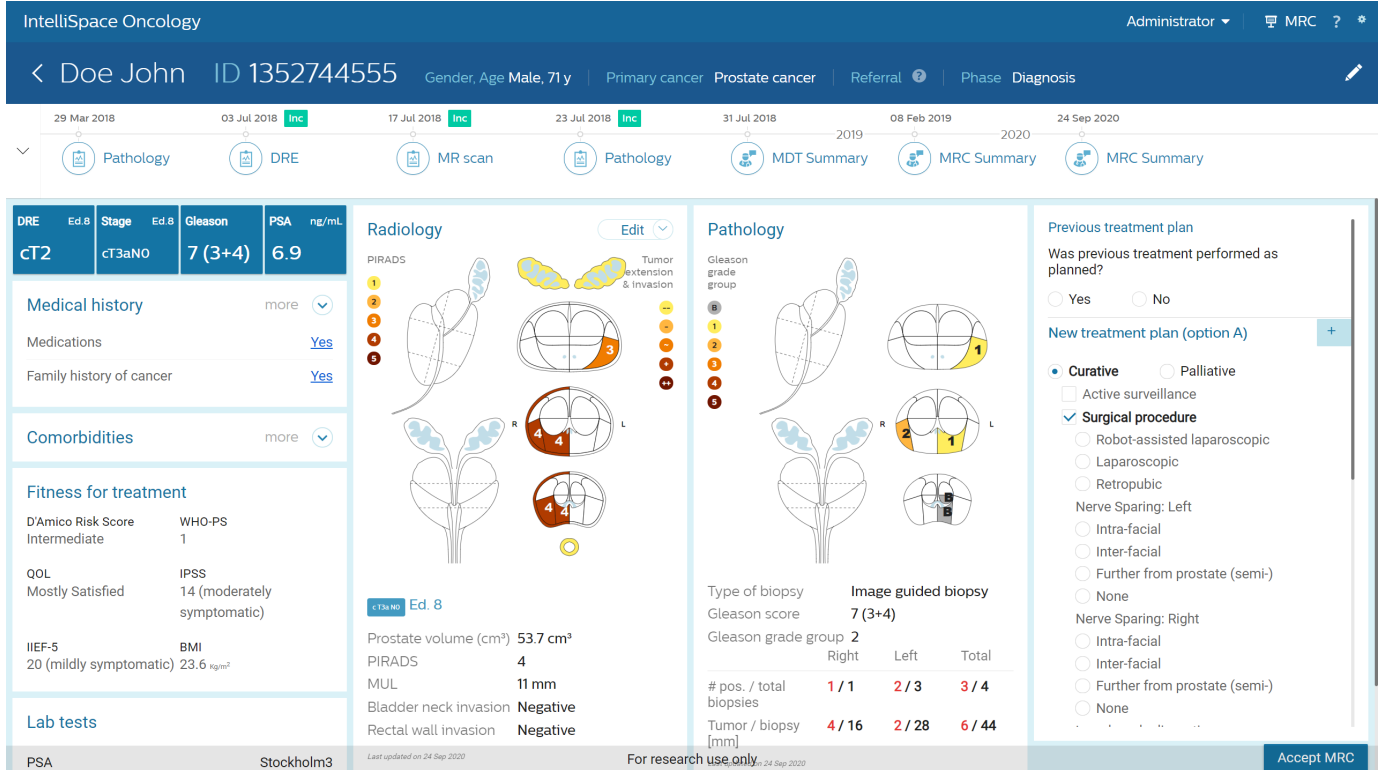 IntelliSpace Oncology
Administrator MRC ?
Doe John ID 1352744555 Gender, Age Male, 71 y Primary cancer Prostate cancer Referral ? Phase Diagnosis
29 Mar 2018 03 Jul 2018 Inc 17 Jul 2018 Inc 23 Jul 2018 Inc 31 Jul 2018 08 Feb 2019 24 Sep 2020
2019 2020
Pathology DRE MR scan Pathology MDT Summary MRC Summary MRC Summary
DRE Ed.8 Stage Ed.8 Gleason PSA ng/mL
cT2 cT3aN0 7 (3+4) 6.9
Medical history more
Medications Yes
Family history of cancer Yes
Comorbidities more
Fitness for treatment
D'Amico Risk Score WHO-PS
Intermediate 1
QOL IPSS
Mostly Satisfied 14 (moderately
symptomatic)
IIEF-5 BMI
20 (mildly symptomatic) 23.6 Kg/m²
Lab tests
PSA Stockholm3
Radiology Edit
PIRADS
1
2
3
4
5
Tumor
extension
& invasion
--
-
~
+
++
3
R L
4 4
4 4
cT3a N0 Ed. 8
Prostate volume (cm³) 53.7 cm³
PIRADS 4
MUL 11 mm
Bladder neck invasion Negative
Rectal wall invasion Negative
Last updated on 24 Sep 2020
Pathology
Gleason
grade
group
B
1
2
3
4
5
1
R L
2 1
B
B
Type of biopsy Image guided biopsy
Gleason score 7 (3+4)
Gleason grade group 2
Right Left Total
# pos. / total 1 / 1 2 / 3 3 / 4
biopsies
Tumor / biopsy 4 / 16 2 / 28 6 / 44
[mm]
Last updated on 24 Sep 2020
For research use only
Previous treatment plan
Was previous treatment performed as
planned?
Yes No
New treatment plan (option A) +
Curative Palliative
Active surveillance
Surgical procedure
Robot-assisted laparoscopic
Laparoscopic
Retropubic
Nerve Sparing: Left
Intra-facial
Inter-facial
Further from prostate (semi-)
None
Nerve Sparing: Right
Intra-facial
Inter-facial
Further from prostate (semi-)
None
Accept MRC